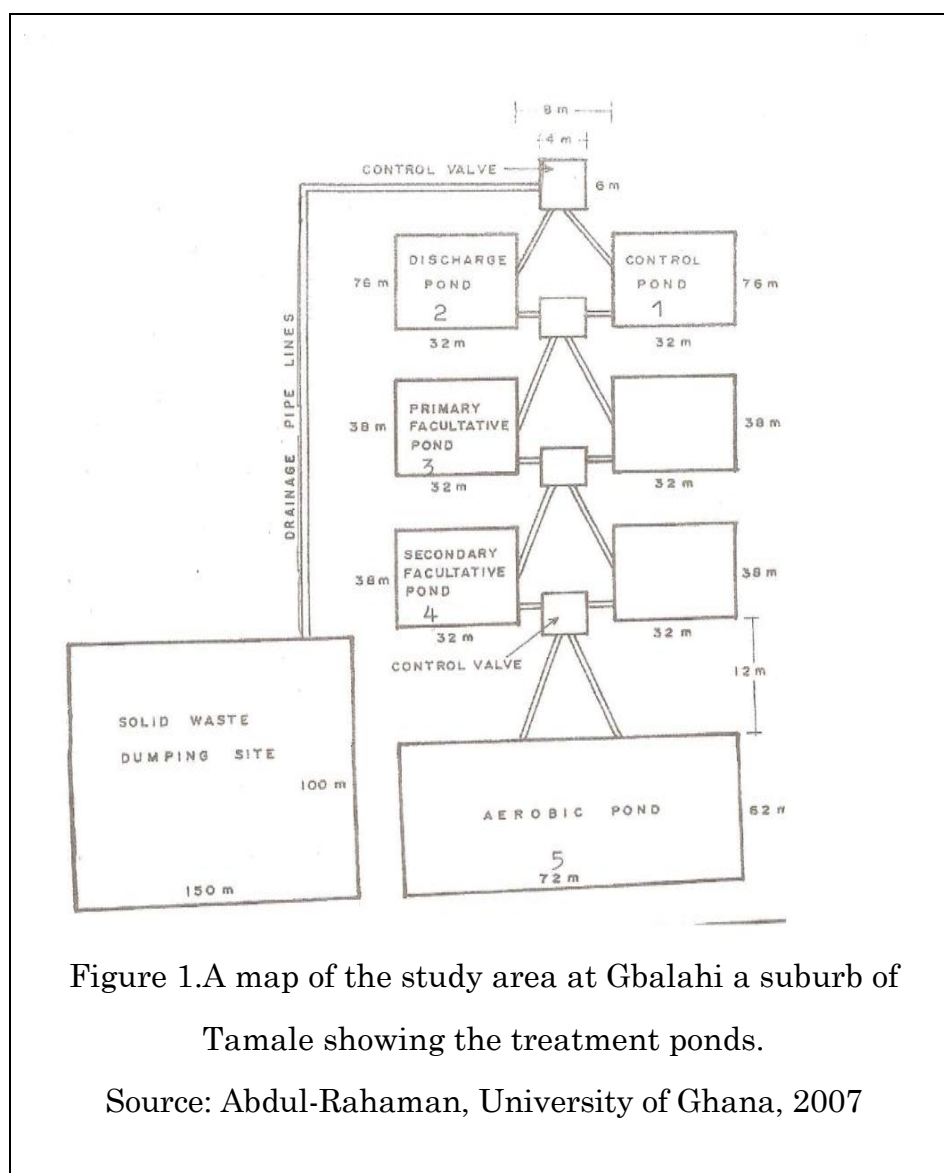 8 m
4 m
CONTROL VALVE
6 m
DISCHARGE
POND
2
76 m
32 m
CONTROL
POND
1
76 m
32 m
DRAINAGE PIPE LINES
PRIMARY
FACULTATIVE
POND
3
38 m
32 m
38 m
32 m
SECONDARY
FACULTATIVE
POND
4
38 m
32 m
38 m
32 m
CONTROL VALVE
12 m
SOLID WASTE
DUMPING SITE
100 m
150 m
AEROBIC POND
5
72 m
62 m
Figure 1.A map of the study area at Gbalahi a suburb of
Tamale showing the treatment ponds.
Source: Abdul-Rahaman, University of Ghana, 2007